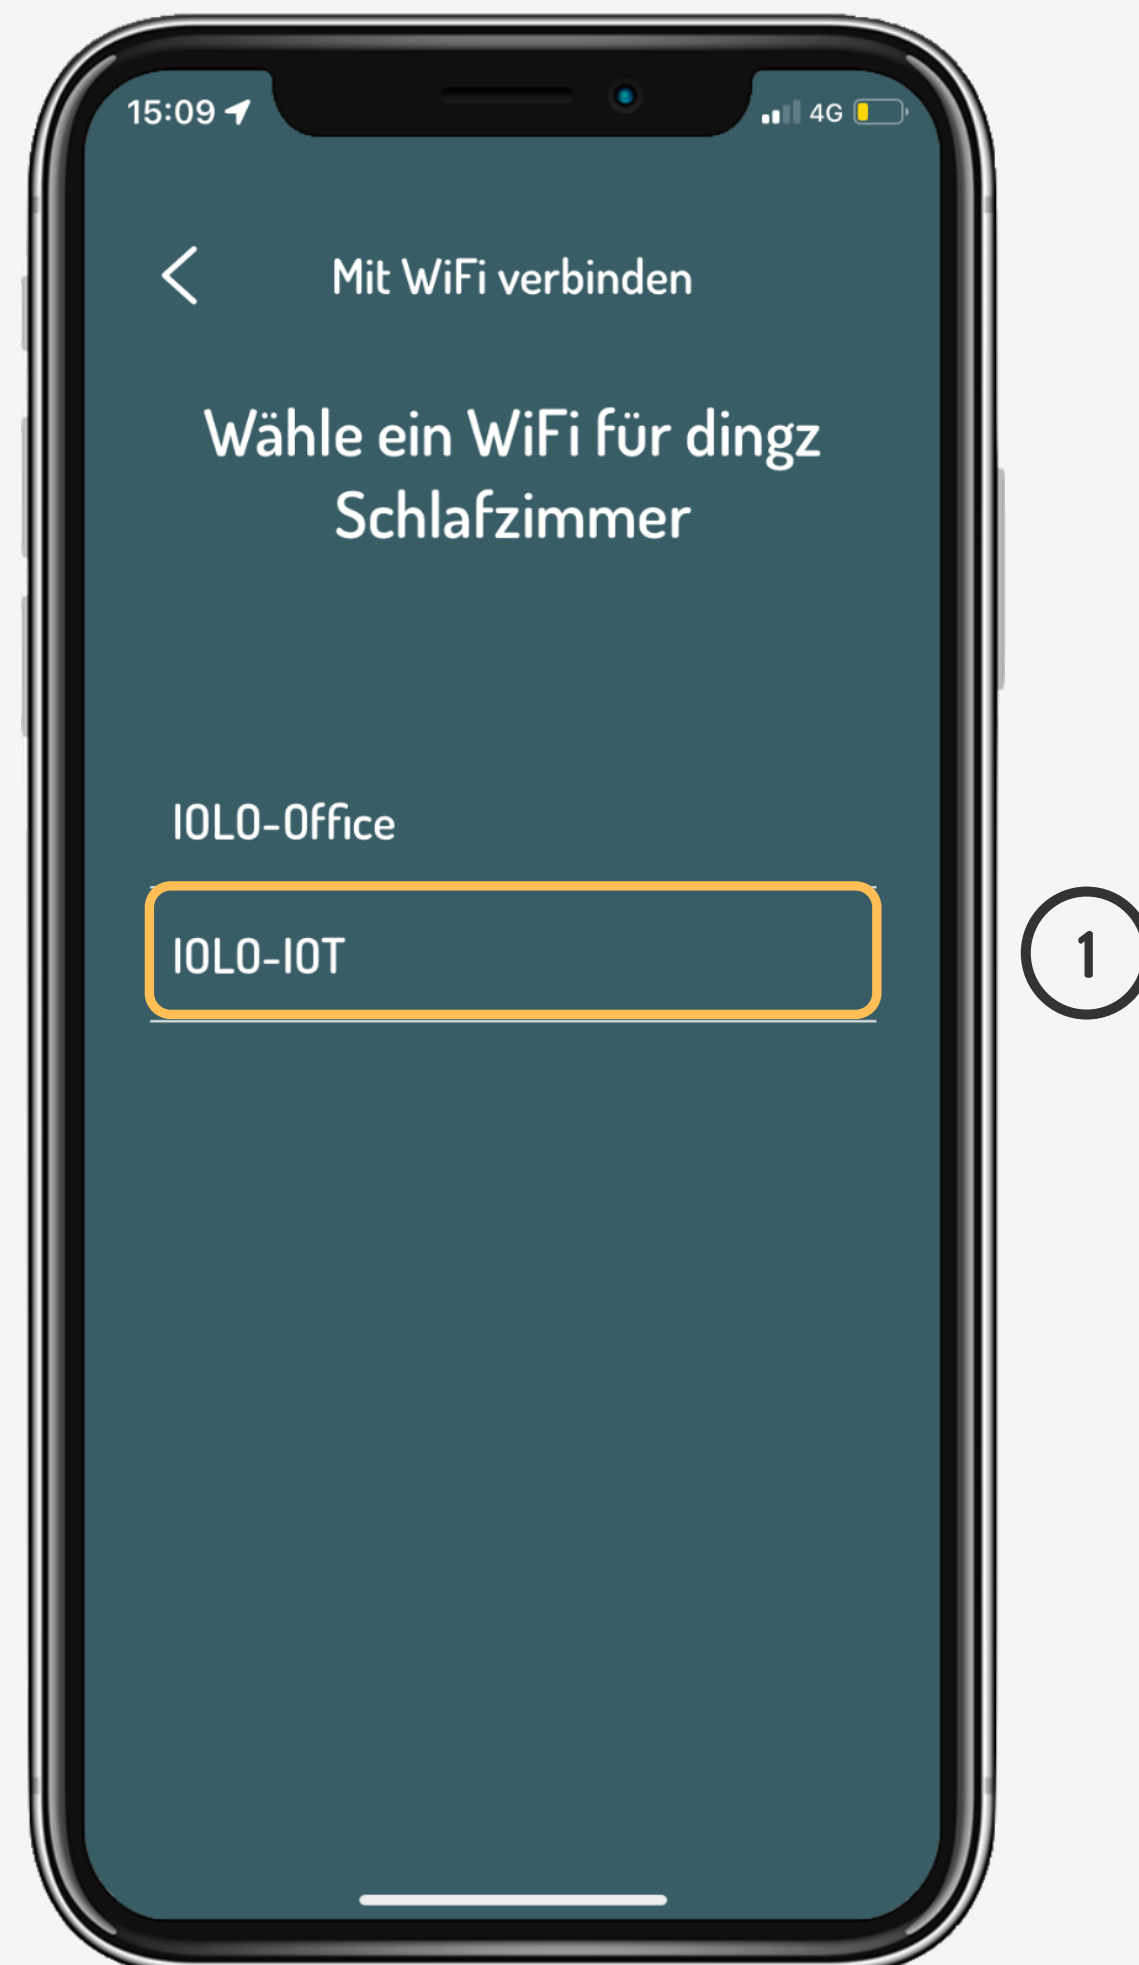 15:09
4G
Mit WiFi verbinden
Wähle ein WiFi für dingz
Schlafzimmer
IOLO-Office
IOLO-IOT
1